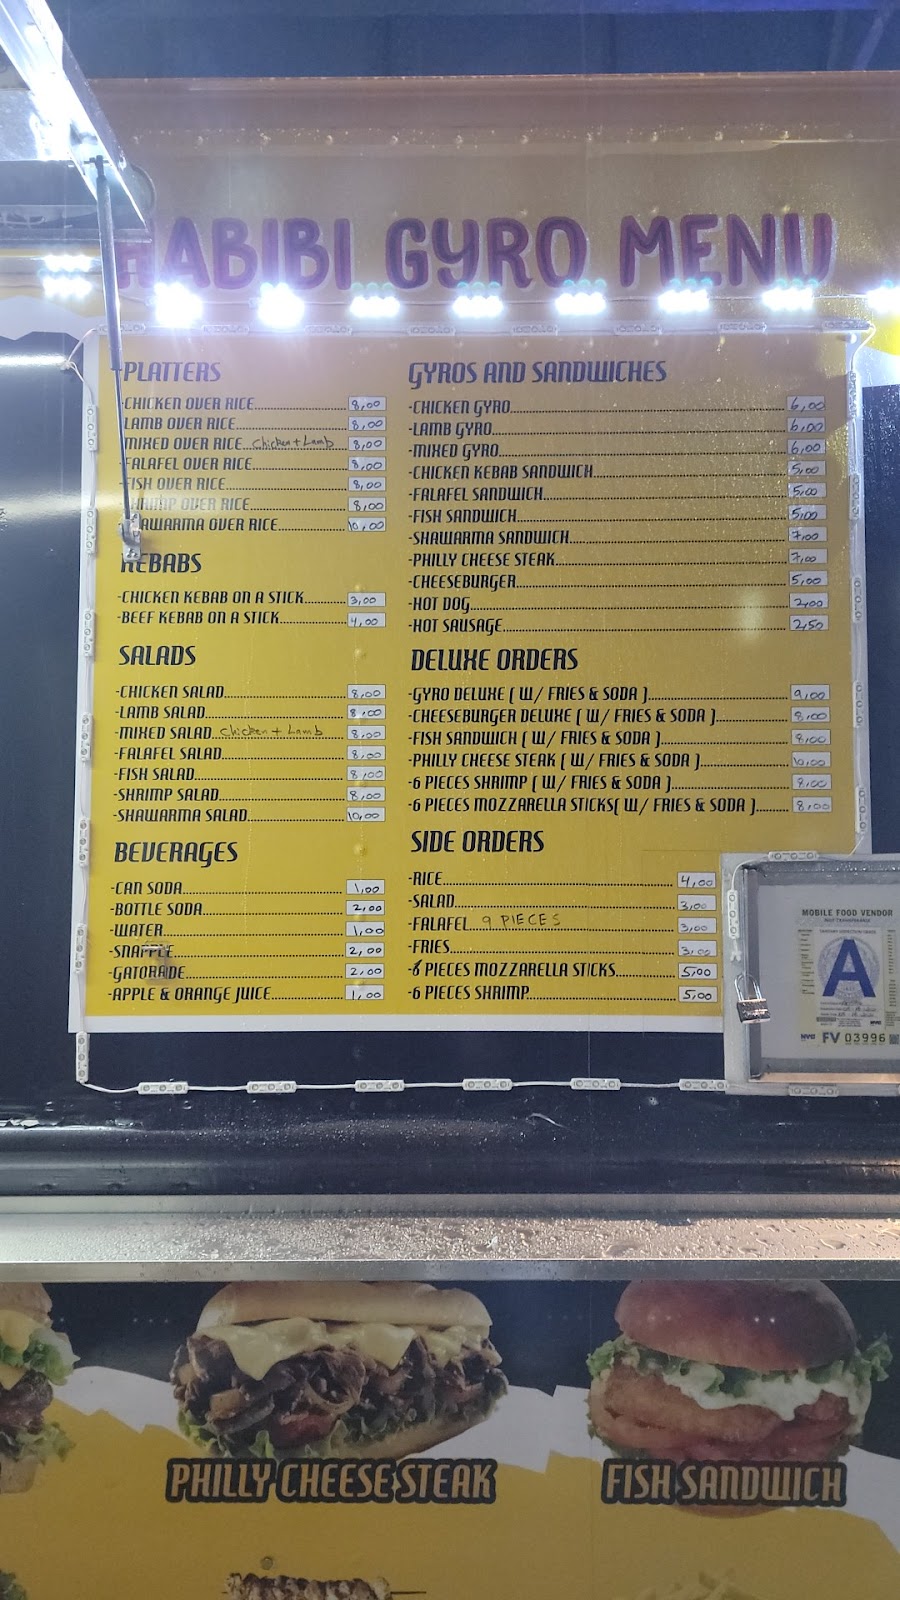 HABIBI GYRO MENU
PLATTERS
-CHICKEN OVER RICE 8,00
LAMB OVER RICE 8,00
MIXED OVER RICE chicken + Lamb 8,00
-FALAFEL OVER RICE 8,00
-FISH OVER RICE 8,00
SHRIMP OVER RICE 8,00
SHAWARMA OVER RICE 10,00
KEBABS
-CHICKEN KEBAB ON A STICK 3,00
-BEEF KEBAB ON A STICK 4,00
SALADS
-CHICKEN SALAD 8,00
-LAMB SALAD 8,00
-MIXED SALAD chicken + Lamb 8,00
-FALAFEL SALAD 8,00
-FISH SALAD 8,00
-SHRIMP SALAD 8,00
-SHAWARMA SALAD 10,00
BEVERAGES
-CAN SODA 1,00
-BOTTLE SODA 2,00
-WATER 1,00
-SNAPPLE 2,00
-GATORADE 2,00
-APPLE & ORANGE JUICE 1,00
GYROS AND SANDWICHES
-CHICKEN GYRO 6,00
-LAMB GYRO 6,00
-MIXED GYRO 6,00
-CHICKEN KEBAB SANDWICH 5,00
-FALAFEL SANDWICH 5,00
-FISH SANDWICH 5,00
-SHAWARMA SANDWICH 7,00
-PHILLY CHEESE STEAK 7,00
-CHEESEBURGER 5,00
-HOT DOG 2,00
-HOT SAUSAGE 2,50
DELUXE ORDERS
-GYRO DELUXE ( W/ FRIES & SODA ) 9,00
-CHEESEBURGER DELUXE ( W/ FRIES & SODA ) 8,00
-FISH SANDWICH ( W/ FRIES & SODA ) 8,00
-PHILLY CHEESE STEAK ( W/ FRIES & SODA ) 10,00
-6 PIECES SHRIMP ( W/ FRIES & SODA ) 8,00
-6 PIECES MOZZARELLA STICKS( W/ FRIES & SODA ) 8,00
SIDE ORDERS
-RICE 4,00
-SALAD 3,00
-FALAFEL 9 PIECES 3,00
-FRIES 3,00
PIECES MOZZARELLA STICKS 5,00
-6 PIECES SHRIMP 5,00
MOBILE FOOD VENDOR
SANITARY INSPECTION GRADE
A
NYC FV 03996
PHILLY CHEESE STEAK
FISH SANDWICH